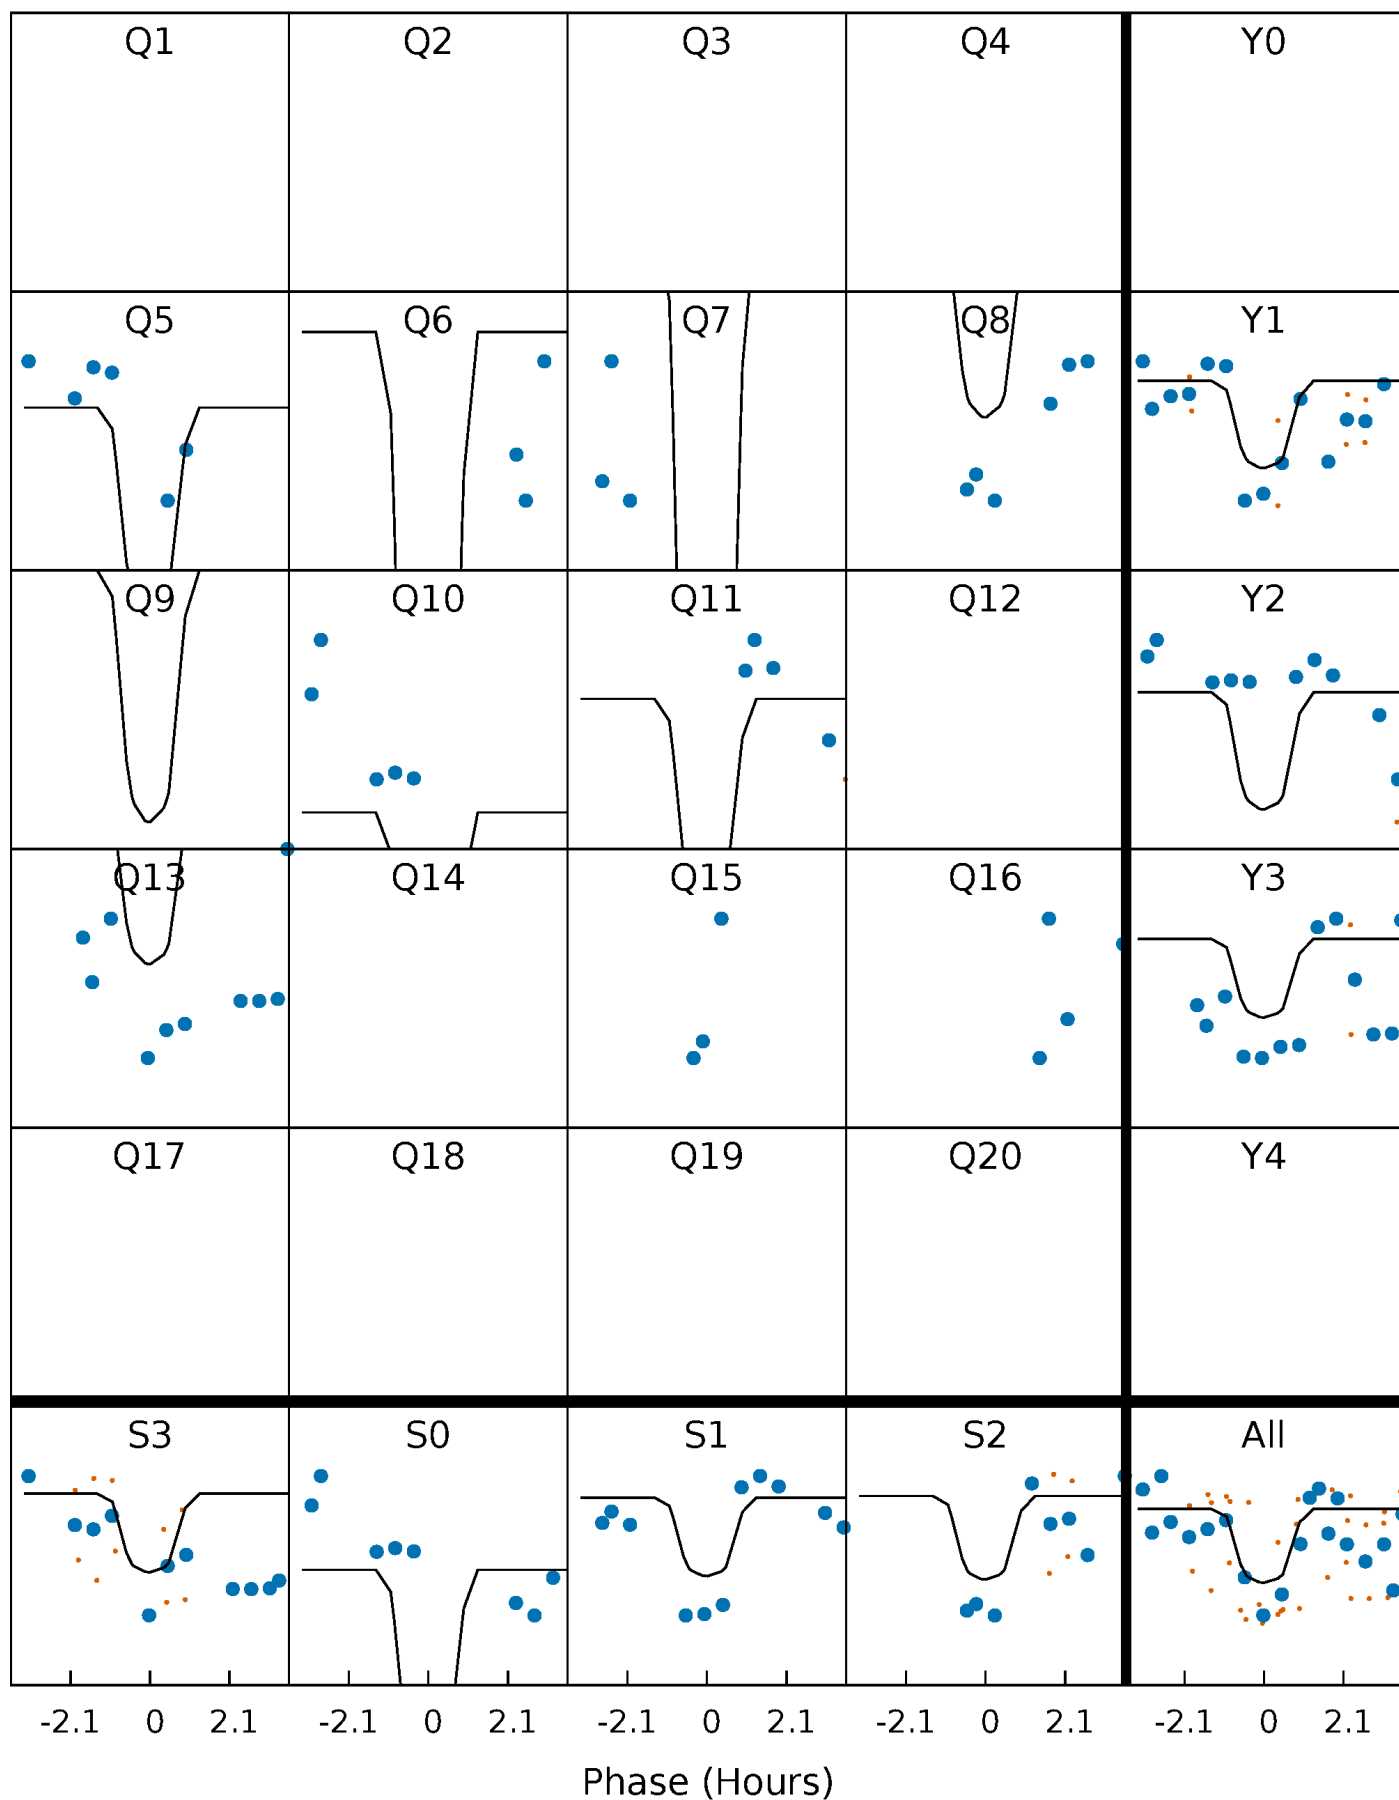 Q1 Q2 Q3 Q4 Y0
Q5 Q6 Q7 Q8 Y1
Q9 Q10 Q11 Q12 Y2
Q13 Q14 Q15 Q16 Y3
Q17 Q18 Q19 Q20 Y4
S3 S0 S1 S2 All
-2.1 0 2.1 -2.1 0 2.1 -2.1 0 2.1 -2.1 0 2.1 -2.1 0 2.1
Phase (Hours)